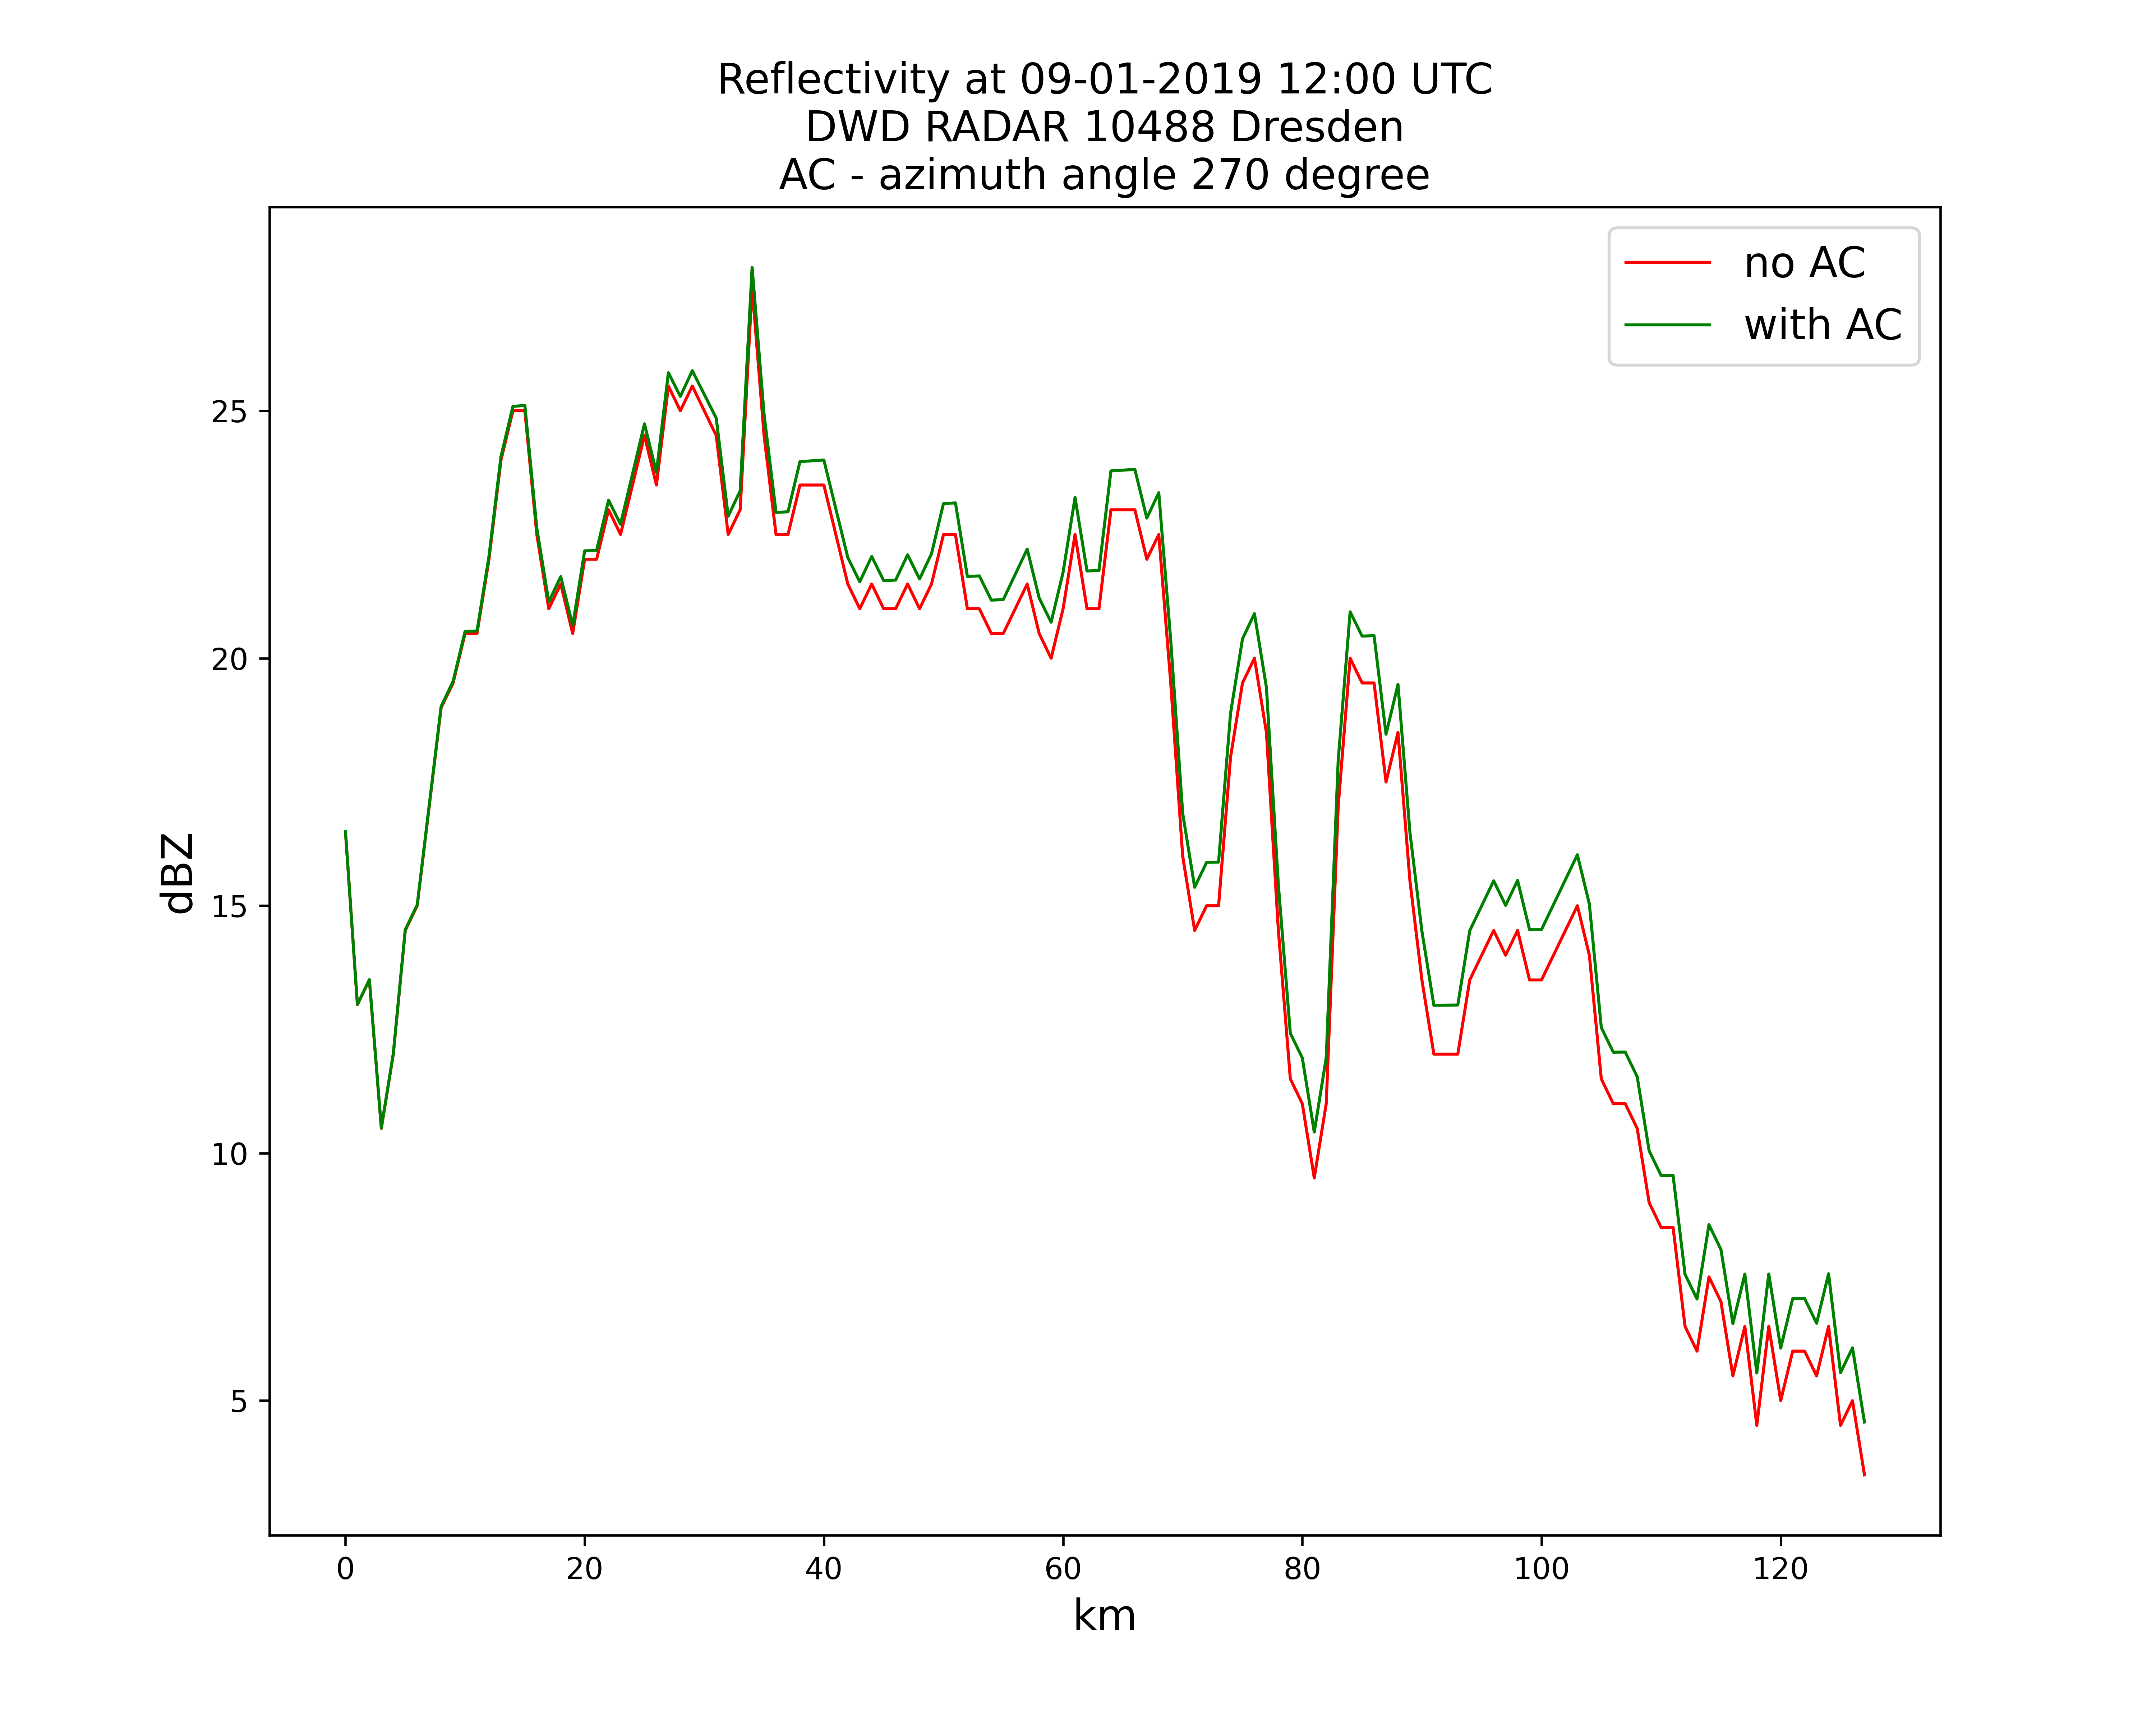 Reflectivity at 09-01-2019 12:00 UTC
DWD RADAR 10488 Dresden
AC - azimuth angle 270 degree
no AC
with AC
25
20
15
10
5
dBZ
0 20 40 60 80 100 120
km